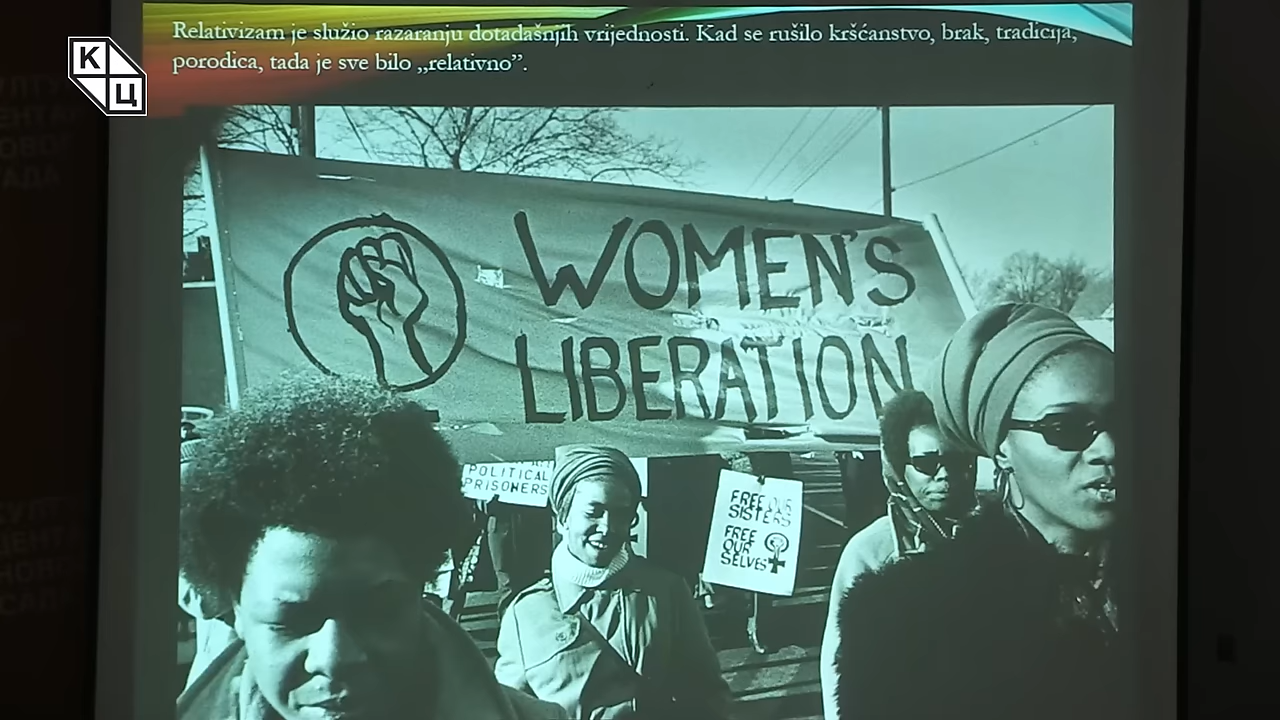 Relativizam je služio razaranju dotadašnjih vrijednosti. Kad se rušilo kršćanstvo, brak, tradicija,
porodica, tada je sve bilo „relativno”.
К
Ц
WOMEN'S
LIBERATION
POLITICAL
PRISONERS
FREE OUR
SISTERS
FREE
OUR
SELVES